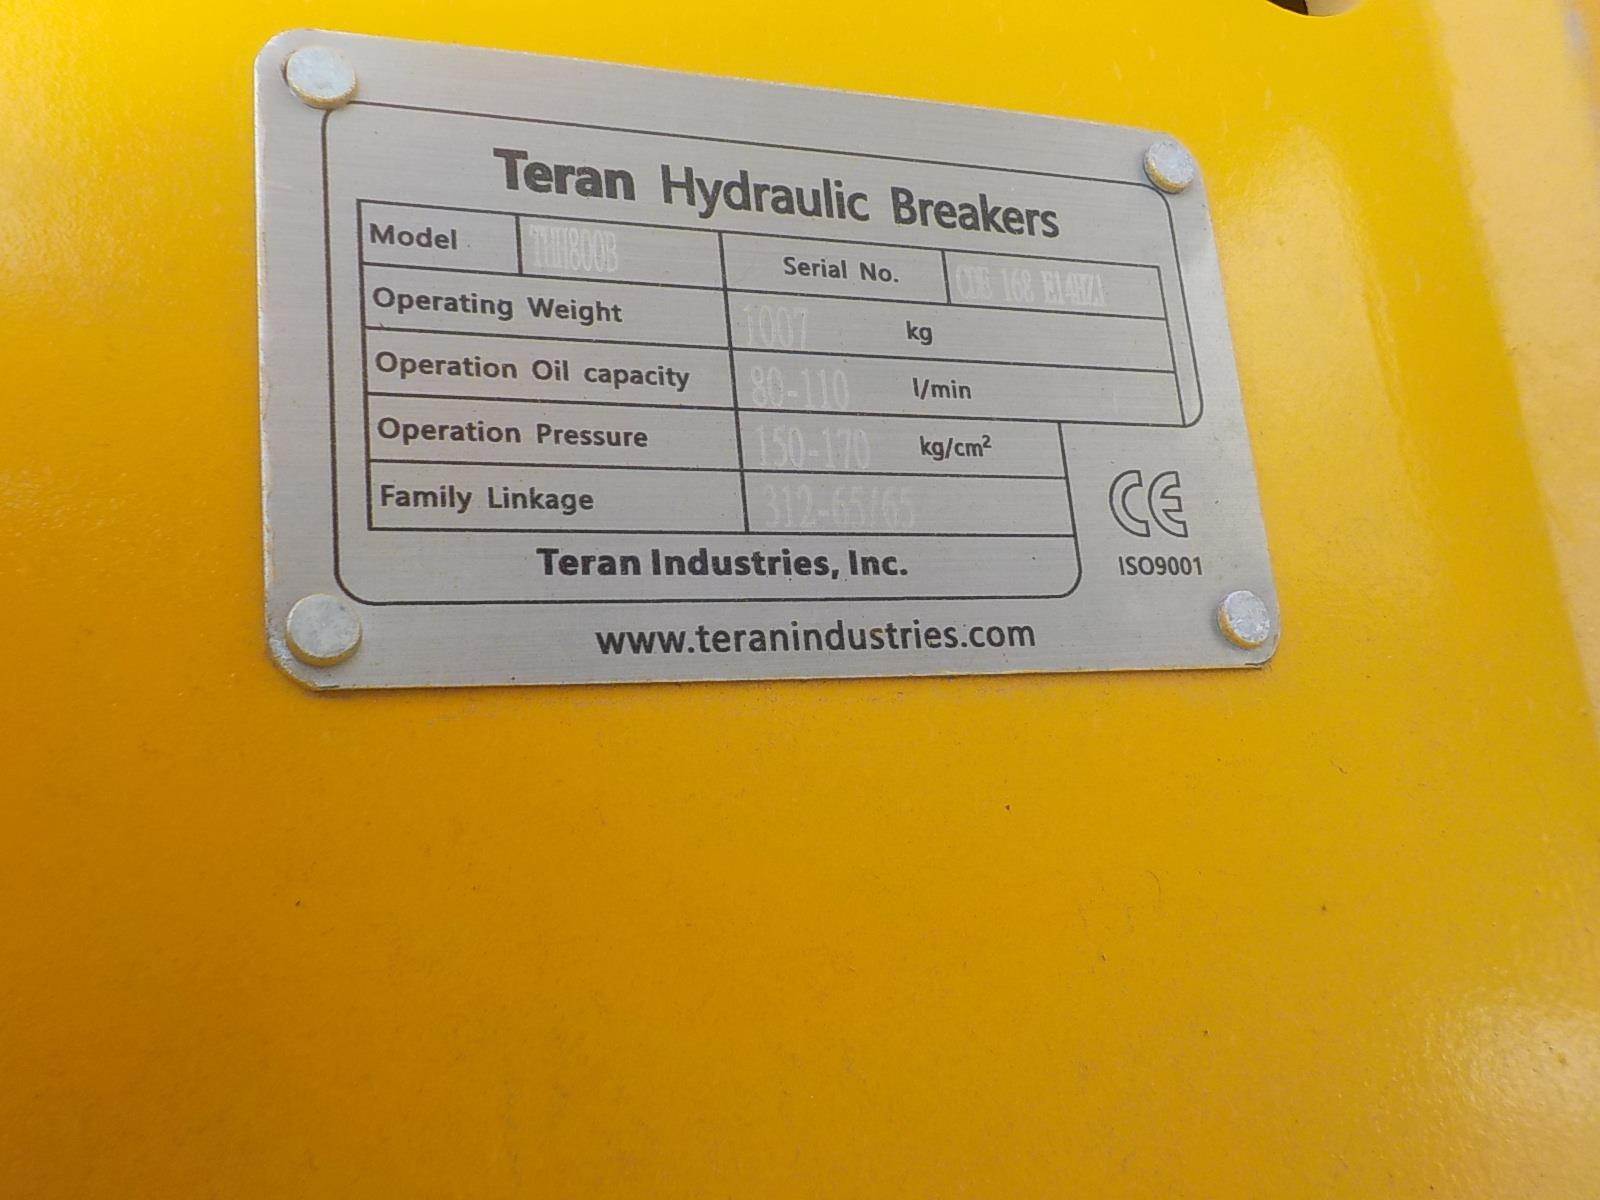 Teran Hydraulic Breakers
Model THH800B Serial No. 168
Operating Weight 1007 kg
Operation Oil capacity 80-110 l/min
Operation Pressure 150-170 kg/cm²
Family Linkage 312-65/65
Teran Industries, Inc.
CE
ISO9001
www.teranindustries.com